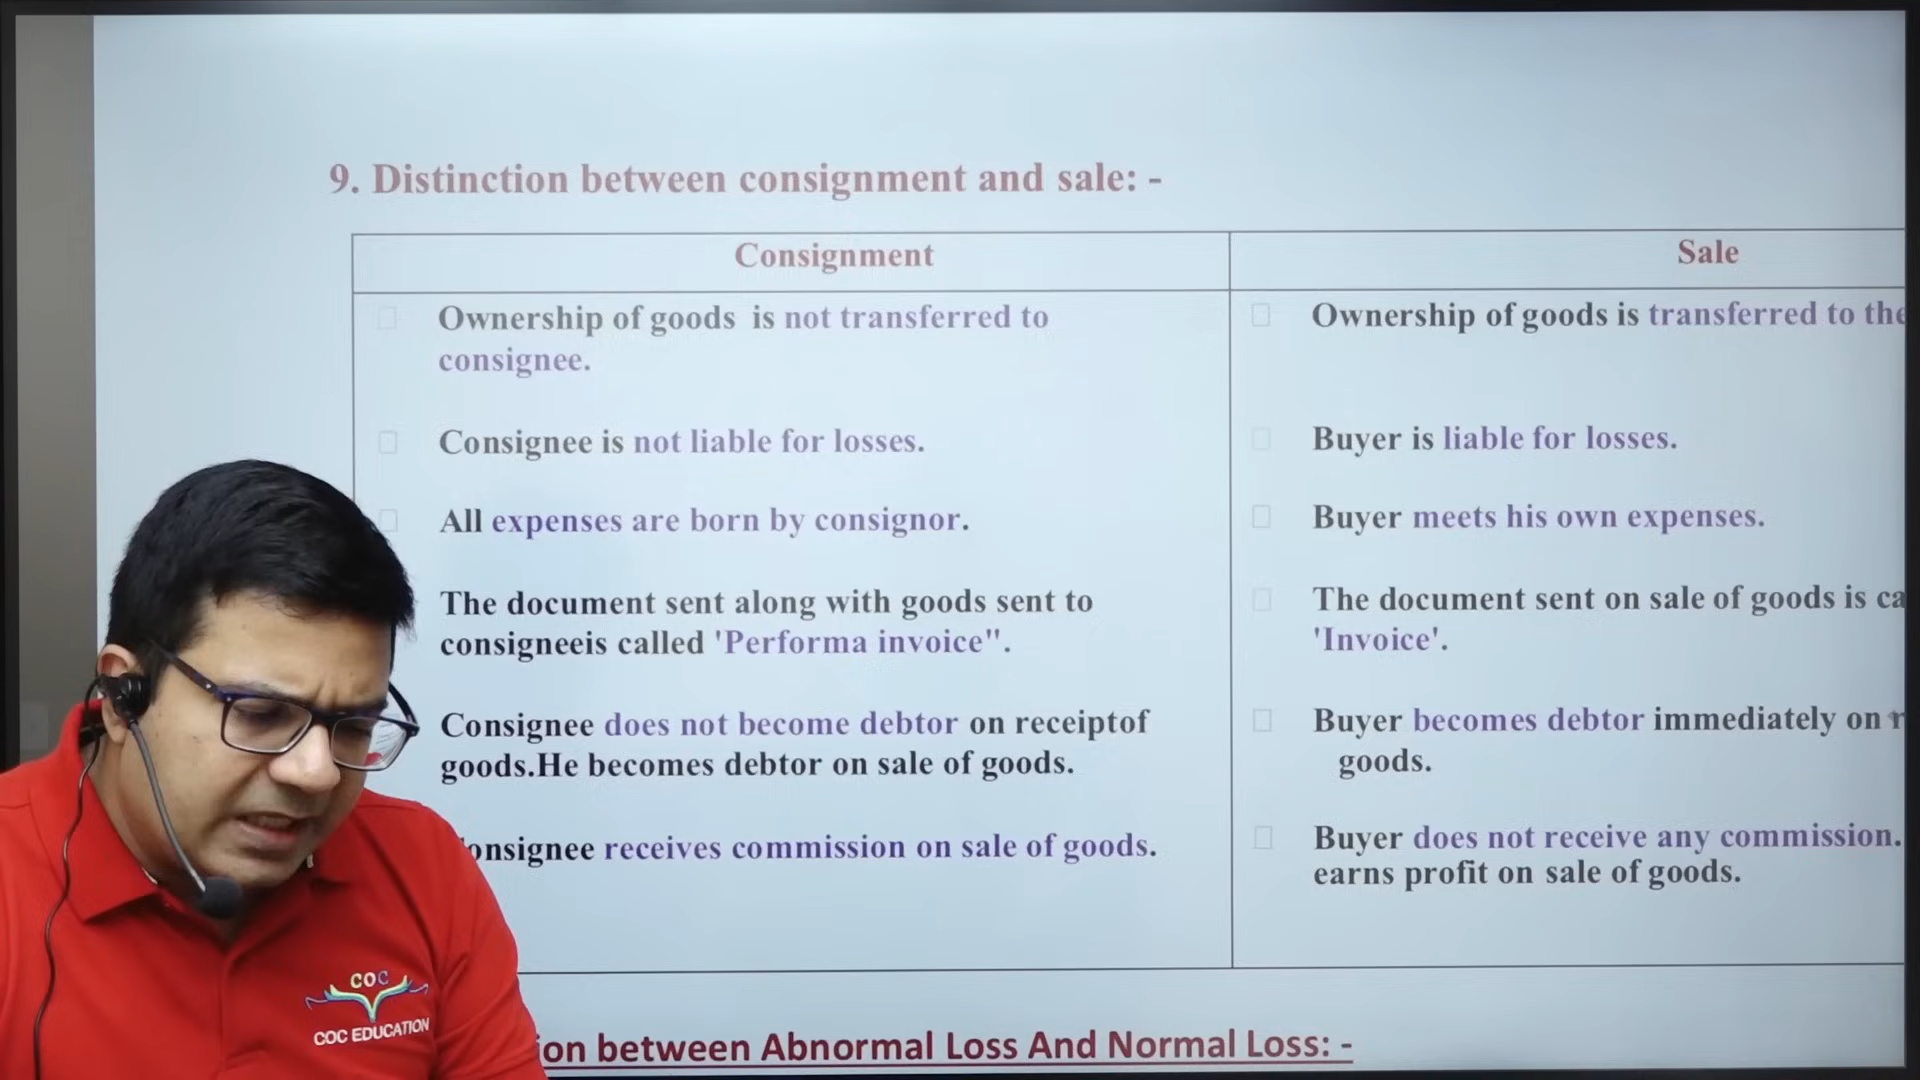 9. Distinction between consignment and sale: -
Consignment
Sale
Ownership of goods is not transferred to
consignee.
Ownership of goods is transferred to the
Consignee is not liable for losses.
Buyer is liable for losses.
All expenses are born by consignor.
Buyer meets his own expenses.
The document sent along with goods sent to
consigneeis called 'Performa invoice".
The document sent on sale of goods is
'Invoice'.
Consignee does not become debtor on receiptof
goods.He becomes debtor on sale of goods.
Buyer becomes debtor immediately on
goods.
receives commission on sale of goods.
Buyer does not receive any commission.
earns profit on sale of goods.
between Abnormal Loss And Normal Loss: -
COC
COC EDUCATION